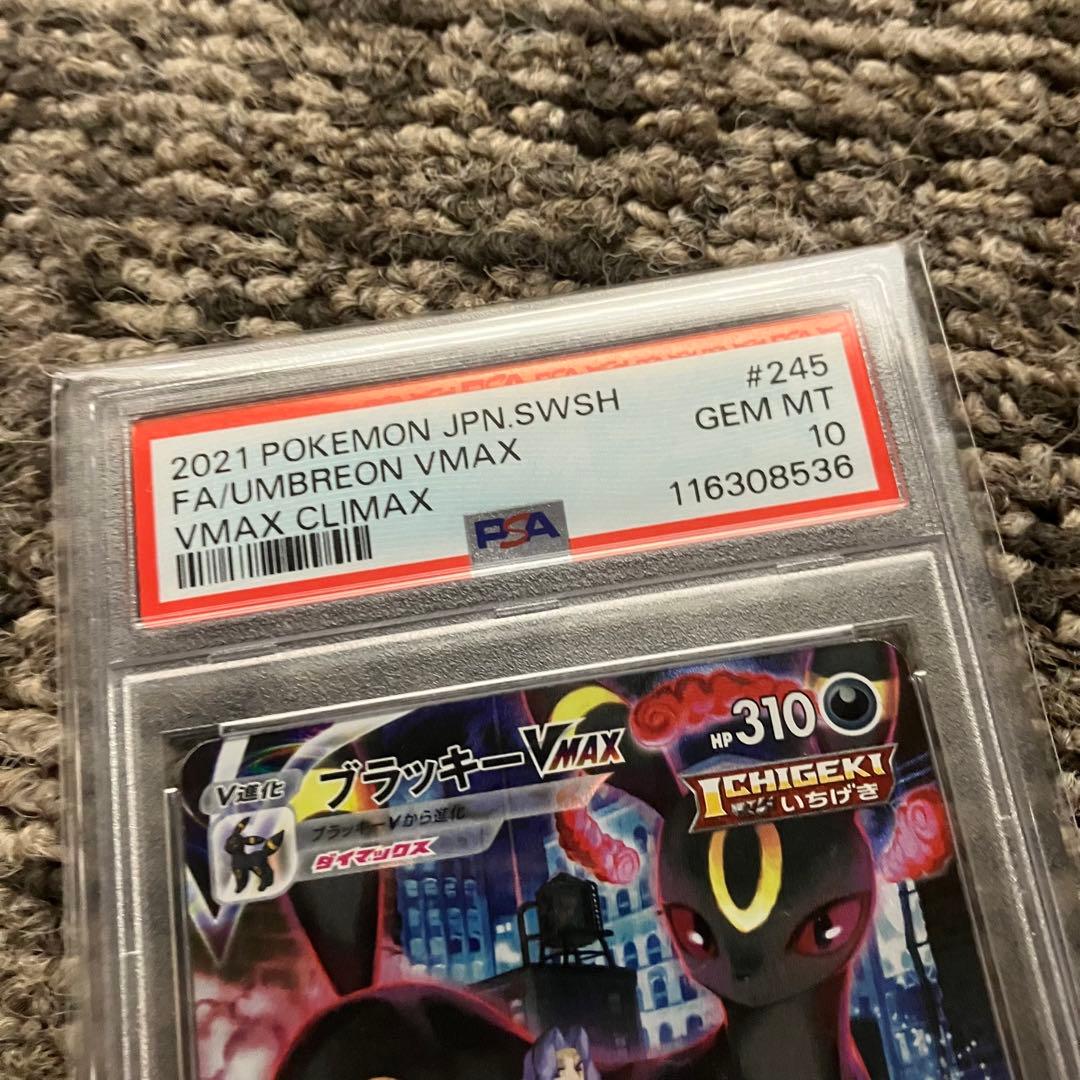 2021 POKEMON JPN.SWSH
#245
FA/UMBREON VMAX
GEM MT
VMAX CLIMAX
10
PSA
116308536
V進化
ブラッキーVMAX
HP 310
ブラッキーVから進化
ダイマックス
ICHIGEKI
いちげき